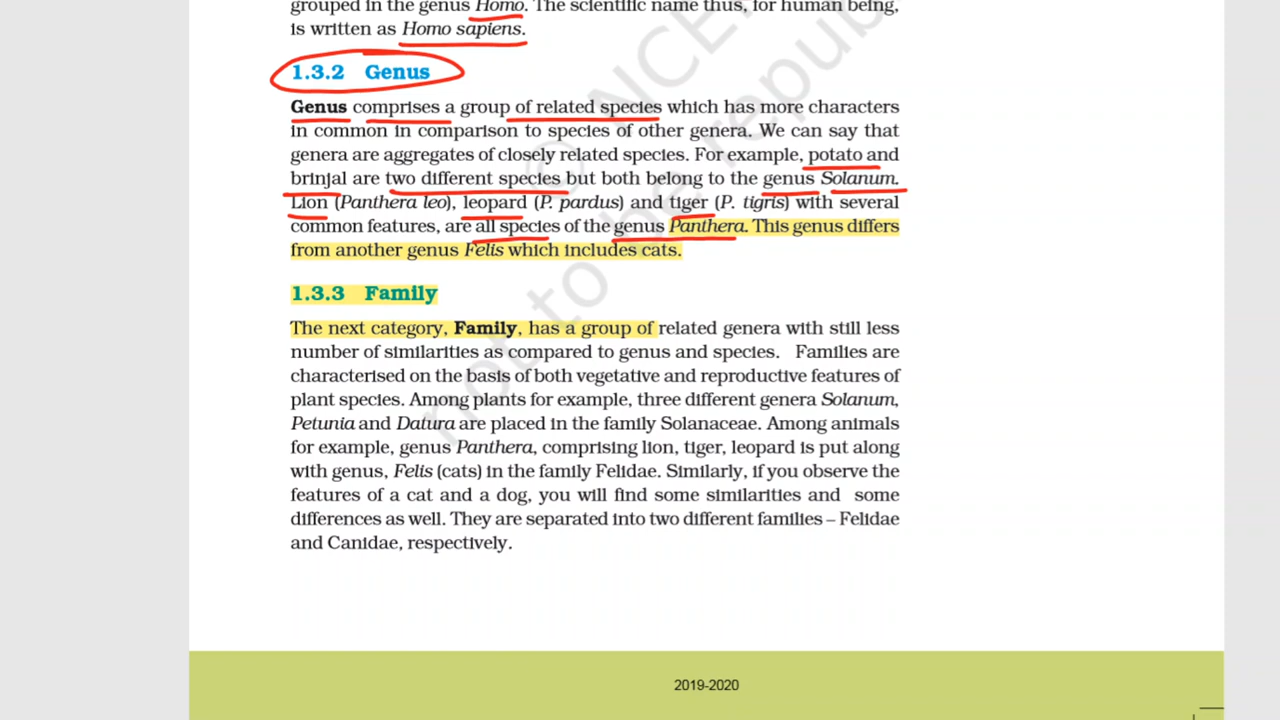 grouped in the genus Homo. The scientific name thus, for human being,
is written as Homo sapiens.
1.3.2 Genus
Genus comprises a group of related species which has more characters
in common in comparison to species of other genera. We can say that
genera are aggregates of closely related species. For example, potato and
brinjal are two different species but both belong to the genus Solanum.
Lion (Panthera leo), leopard (P. pardus) and tiger (P. tigris) with several
common features, are all species of the genus Panthera. This genus differs
from another genus Felis which includes cats.
1.3.3 Family
The next category, Family, has a group of related genera with still less
number of similarities as compared to genus and species. Families are
characterised on the basis of both vegetative and reproductive features of
plant species. Among plants for example, three different genera Solanum,
Petunia and Datura are placed in the family Solanaceae. Among animals
for example, genus Panthera, comprising lion, tiger, leopard is put along
with genus, Felis (cats) in the family Felidae. Similarly, if you observe the
features of a cat and a dog, you will find some similarities and some
differences as well. They are separated into two different families – Felidae
and Canidae, respectively.
© NCE
not to be repub
2019-2020